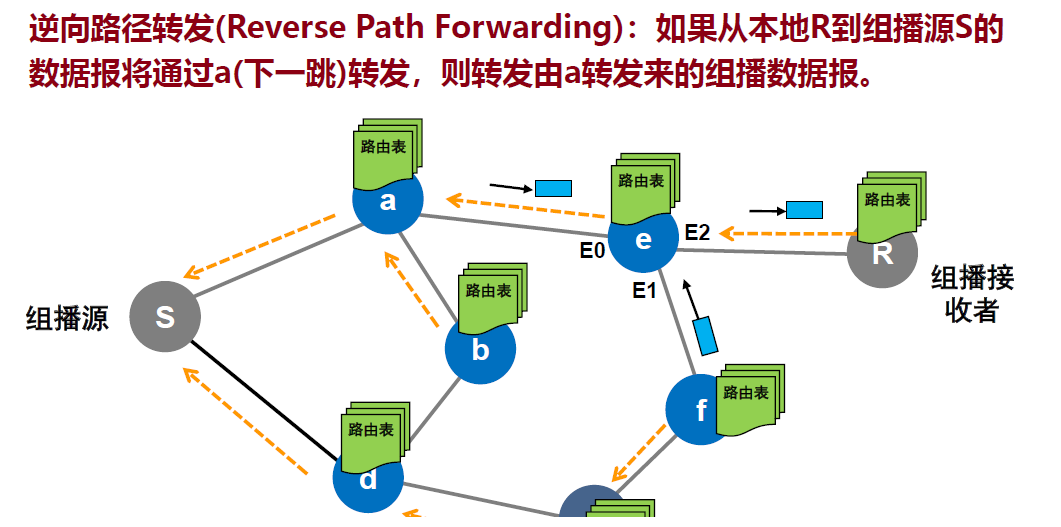 逆向路径转发(Reverse Path Forwarding)：如果从本地R到组播源S的
数据报将通过a(下一跳)转发，则转发由a转发来的组播数据报。
路由表
a
路由表
e
E0
E2
E1
路由表
R
组播接
收者
组播源
S
路由表
b
路由表
f
路由表
d